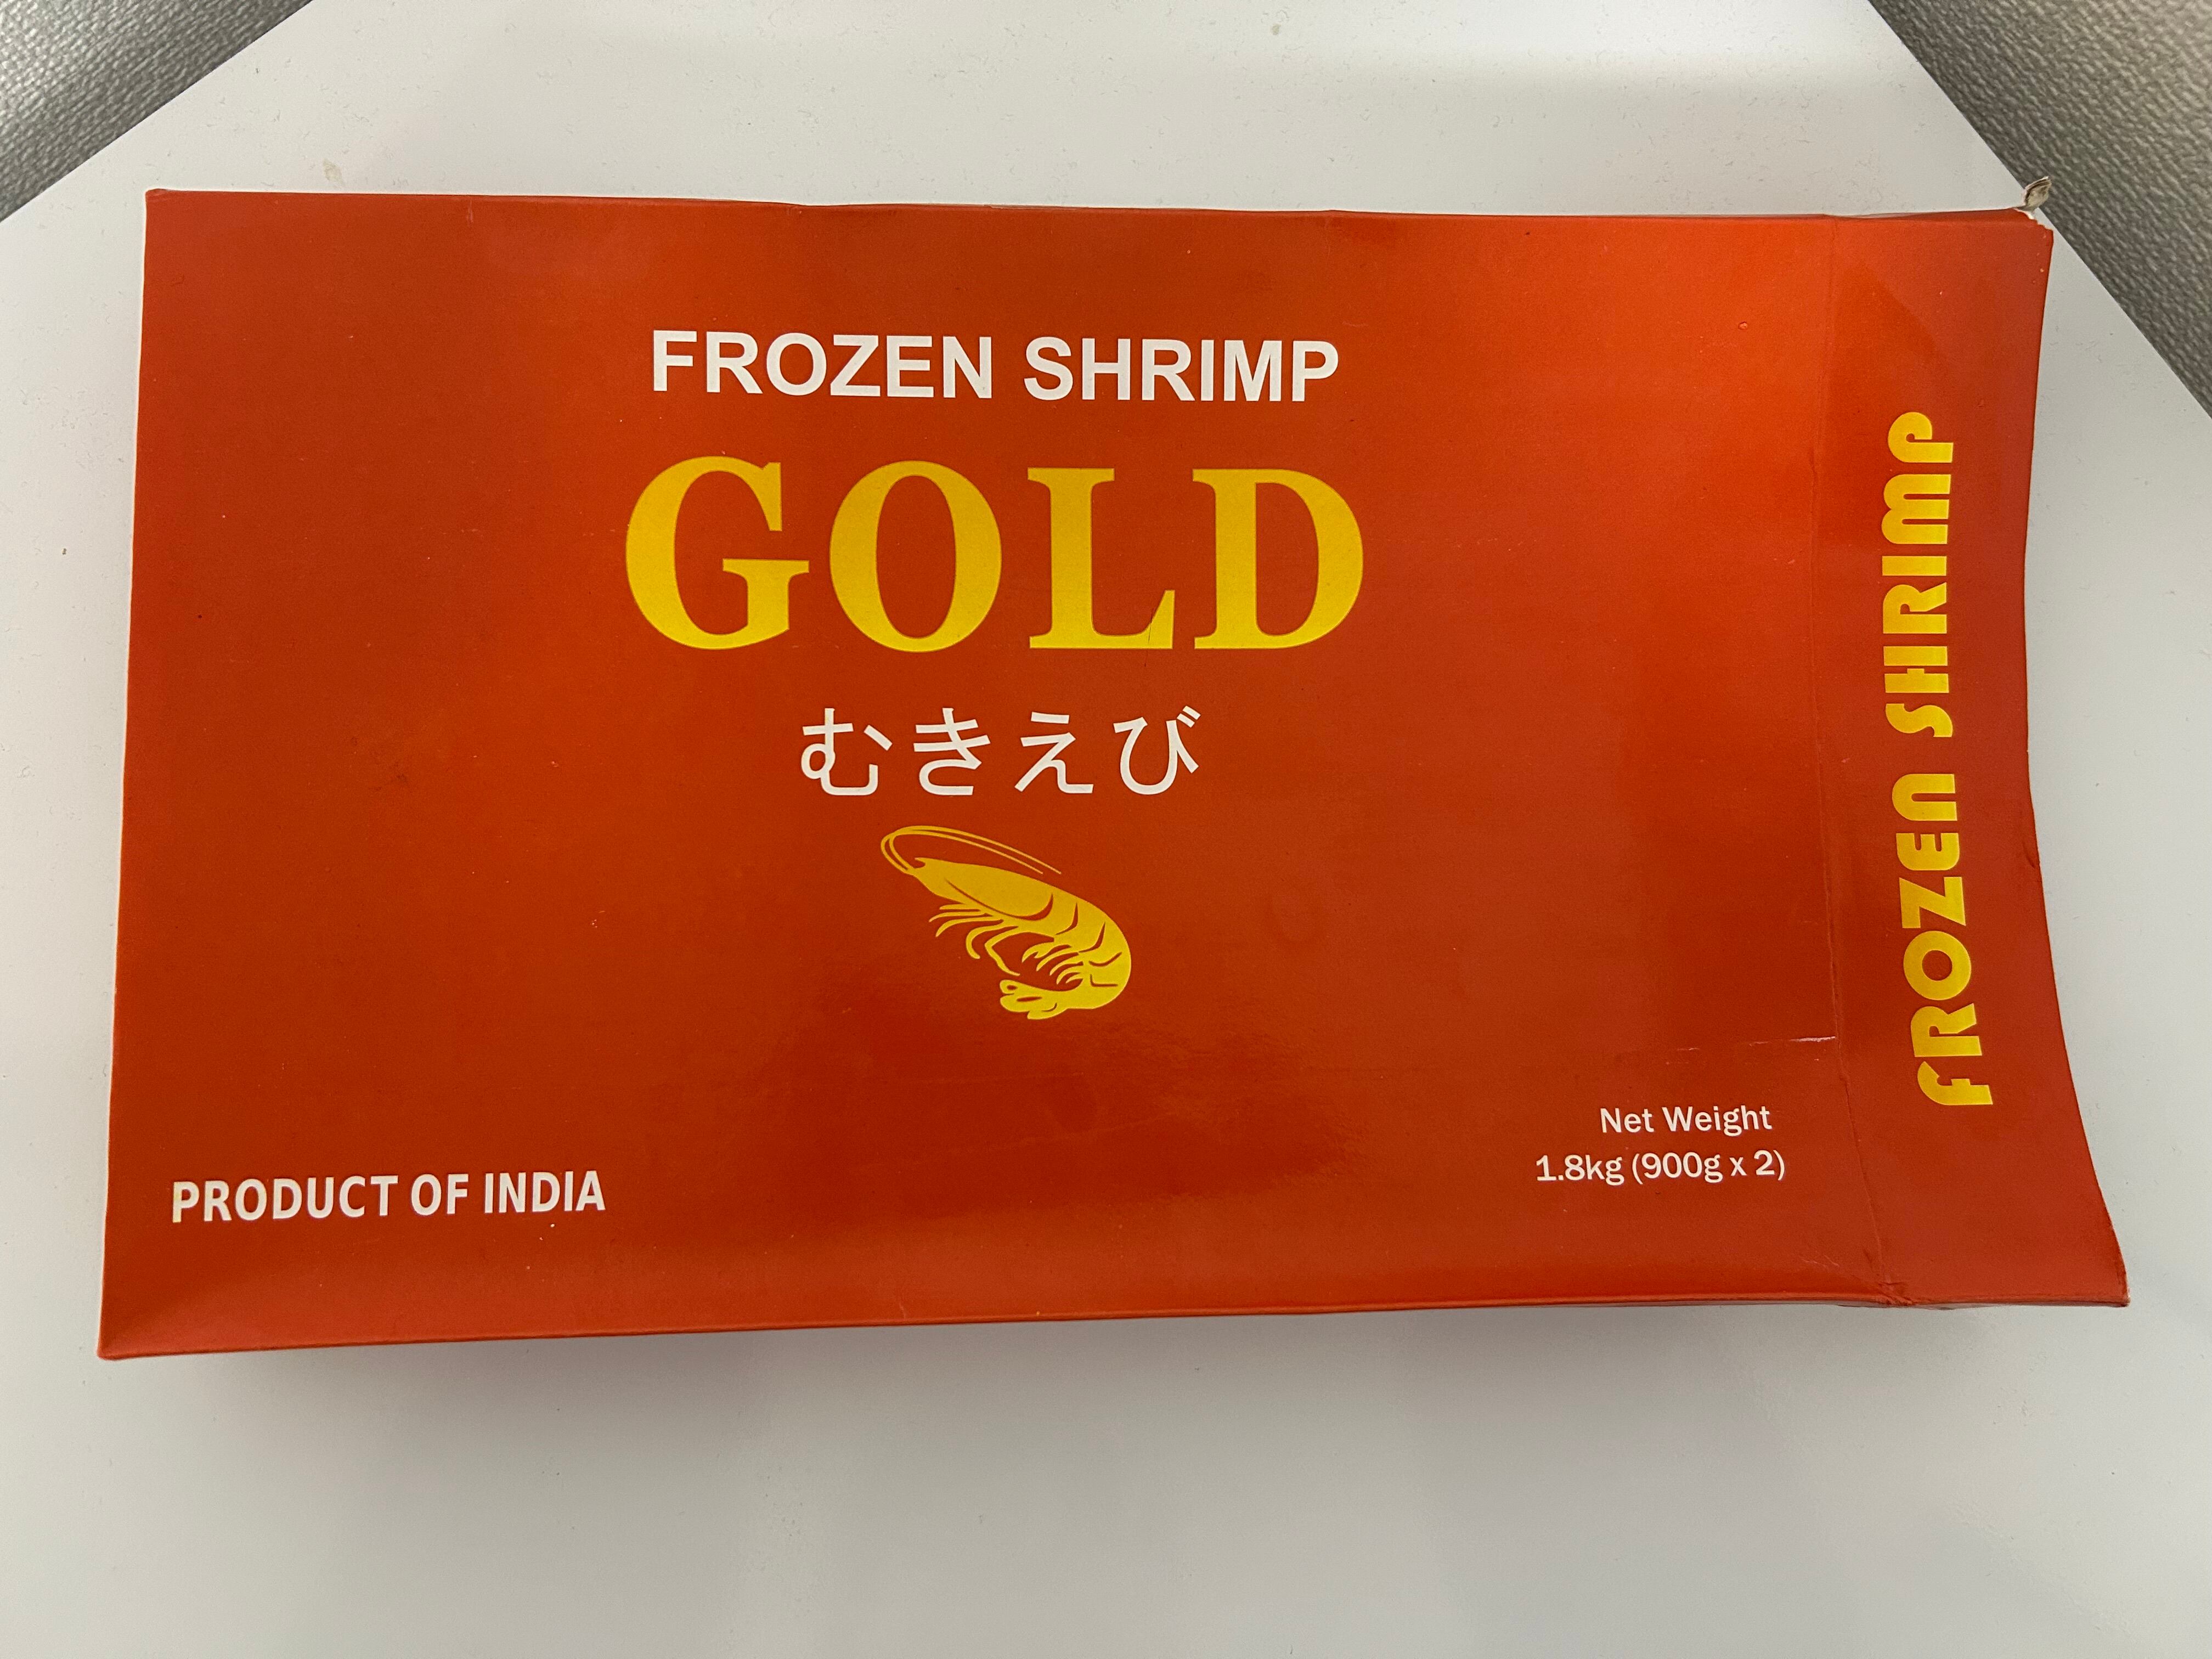 FROZEN SHRIMP
GOLD
むきえび
PRODUCT OF INDIA
Net Weight
1.8kg (900g x 2)
FROZEN SHRIMP